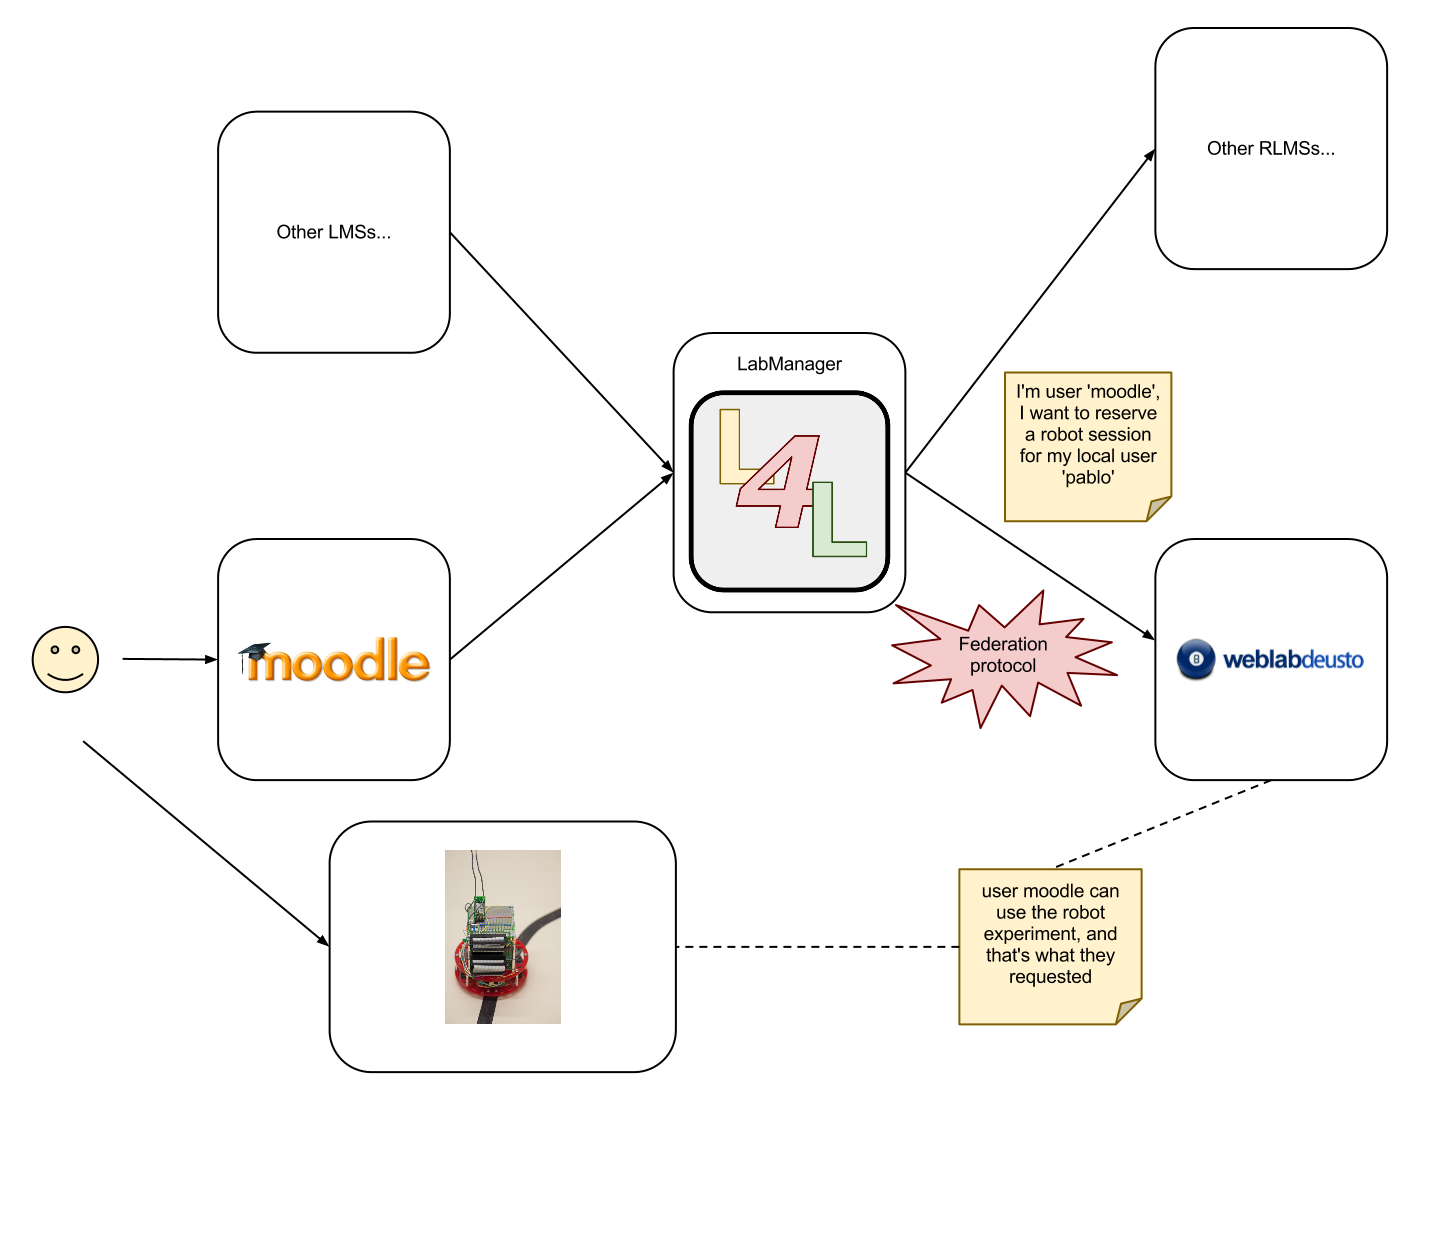 Other RLMSs...
Other LMSs...
LabManager
L4L
I'm user 'moodle',
I want to reserve
a robot session
for my local user
'pablo'
moodle
Federation
protocol
8
weblabdeusto
user moodle can
use the robot
experiment, and
that's what they
requested